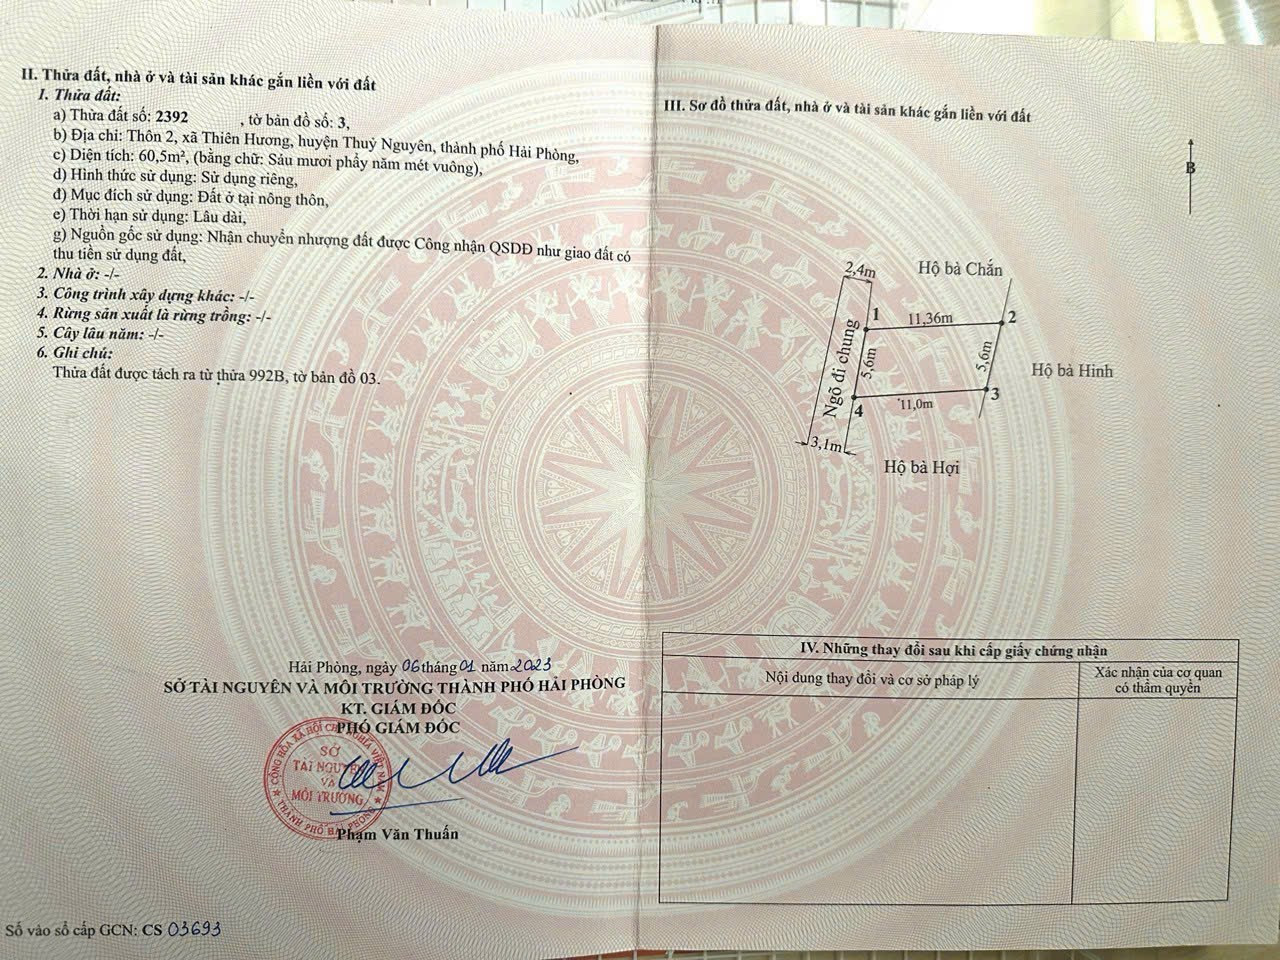 II. Thửa đất, nhà ở và tài sản khác gắn liền với đất
1. Thửa đất:
a) Thửa đất số: 2392 , tờ bản đồ số: 3,
b) Địa chỉ: Thôn 2, xã Thiên Hương, huyện Thuỷ Nguyên, thành phố Hải Phòng,
c) Diện tích: 60,5m², (bằng chữ: Sáu mươi phẩy năm mét vuông),
d) Hình thức sử dụng: Sử dụng riêng,
đ) Mục đích sử dụng: Đất ở tại nông thôn,
e) Thời hạn sử dụng: Lâu dài,
g) Nguồn gốc sử dụng: Nhận chuyển nhượng đất được Công nhận QSDĐ như giao đất có
thu tiền sử dụng đất,
2. Nhà ở: -/-
3. Công trình xây dựng khác: -/-
4. Rừng sản xuất là rừng trồng: -/-
5. Cây lâu năm: -/-
6. Ghi chú:
Thửa đất được tách ra từ thửa 992B, tờ bản đồ 03.
Hải Phòng, ngày 06 tháng 01 năm 2023
SỞ TÀI NGUYÊN VÀ MÔI TRƯỜNG THÀNH PHỐ HẢI PHÒNG
KT. GIÁM ĐỐC
PHÓ GIÁM ĐỐC
CỘNG HÒA XÃ HỘI CHỦ NGHĨA VIỆT NAM
SỞ
TÀI NGUYÊN
VÀ
MÔI TRƯỜNG
THÀNH PHỐ HẢI PHÒNG
Phạm Văn Thuấn
Số vào sổ cấp GCN: CS 03693
III. Sơ đồ thửa đất, nhà ở và tài sản khác gắn liền với đất
B
Hộ bà Chắn
2,4m
1
11,36m
2
Ngõ đi chung
5,6m
5,6m
Hộ bà Hinh
4
11,0m
3
3,1m
Hộ bà Hợi
IV. Những thay đổi sau khi cấp giấy chứng nhận
Nội dung thay đổi và cơ sở pháp lý
Xác nhận của cơ quan
có thẩm quyền